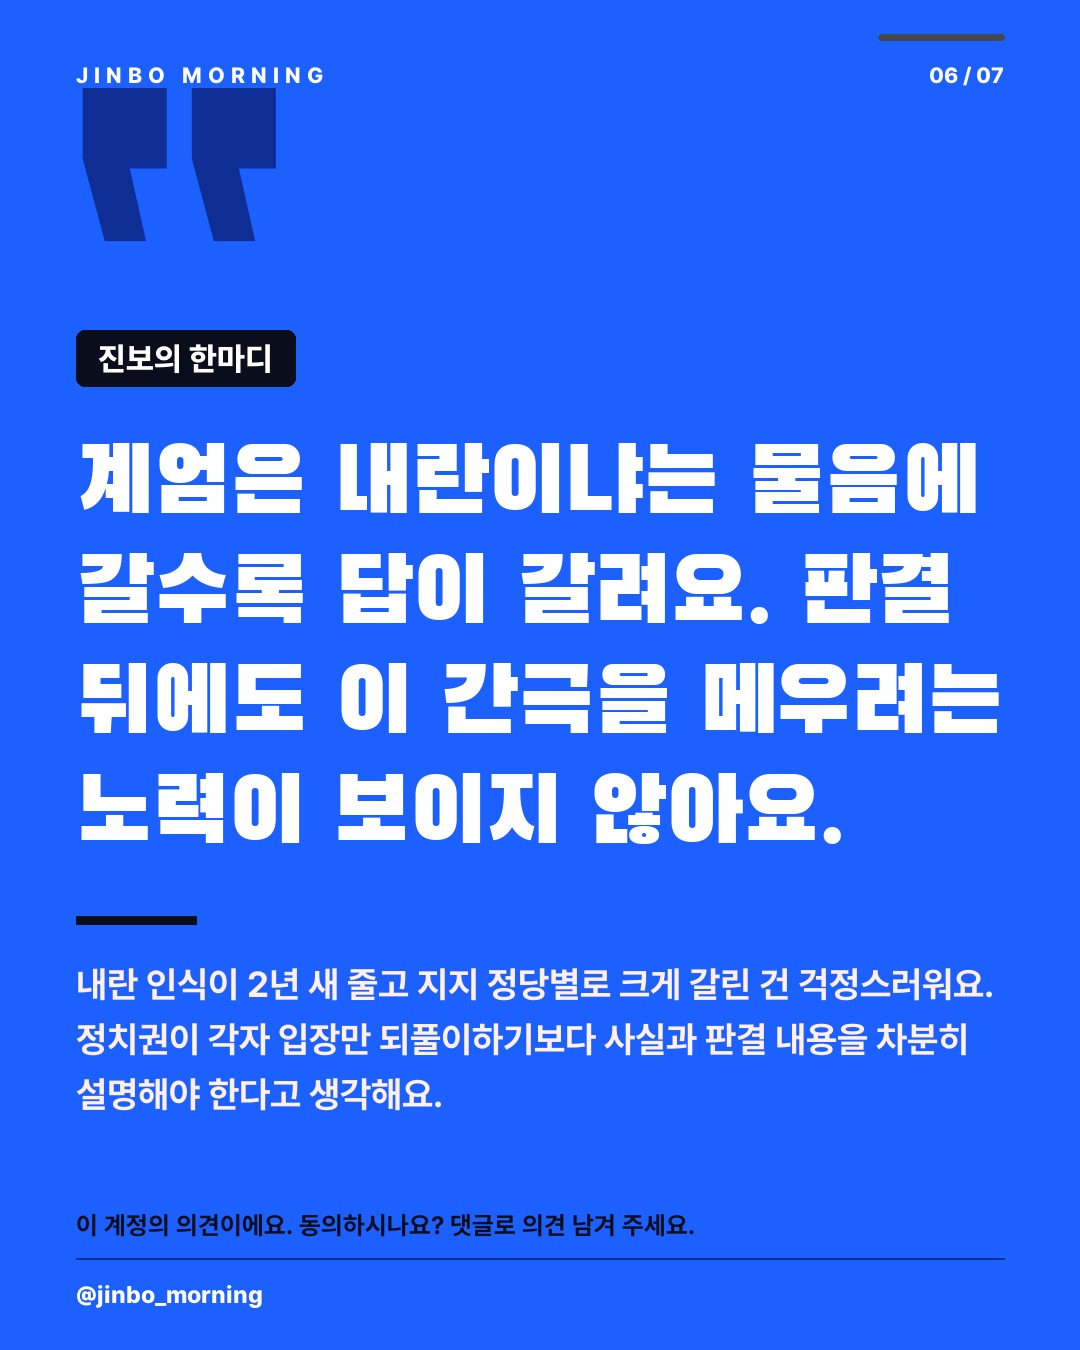 JINBO MORNING
06 / 07
진보의 한마디
계엄은 내란이냐는 물음에
갈수록 답이 갈려요. 판결
뒤에도 이 간극을 메우려는
노력이 보이지 않아요.
내란 인식이 2년 새 줄고 지지 정당별로 크게 갈린 건 걱정스러워요.
정치권이 각자 입장만 되풀이하기보다 사실과 판결 내용을 차분히
설명해야 한다고 생각해요.
이 계정의 의견이에요. 동의하시나요? 댓글로 의견 남겨 주세요.
@jinbo_morning